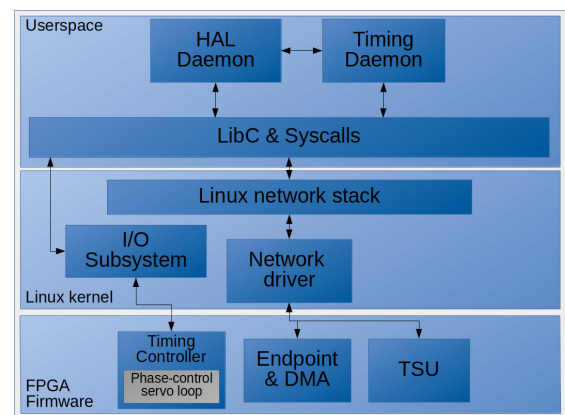 Userspace
HAL
Daemon
Timing
Daemon
LibC & Syscalls
Linux network stack
I/O
Subsystem
Network
driver
Linux kernel
Timing
Controller
Phase-control
servo loop
Endpoint
& DMA
TSU
FPGA
Firmware